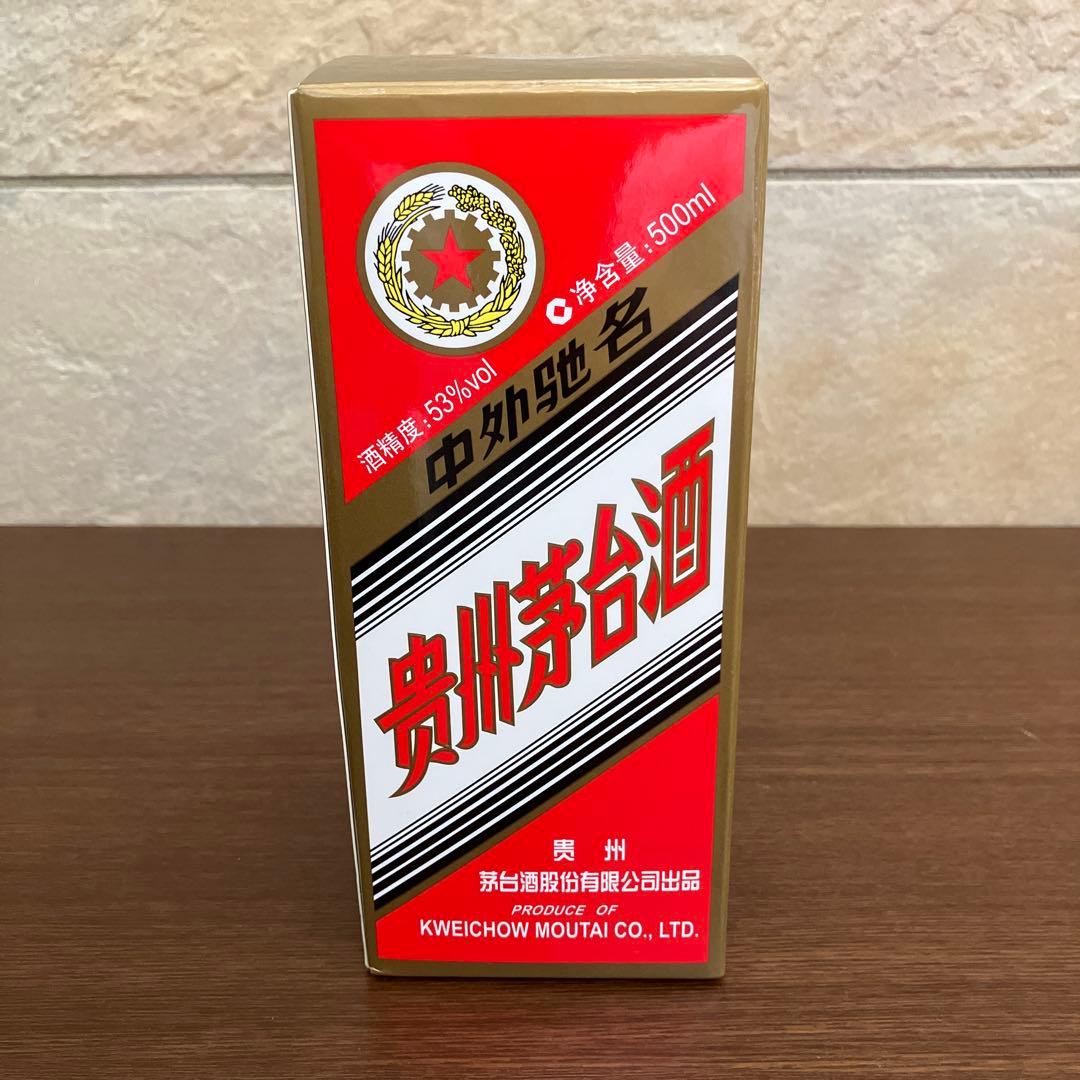 净含量:500ml
酒精度:53%vol
中外驰名
贵州茅台酒
贵 州
茅台酒股份有限公司出品
PRODUCE OF
KWEICHOW MOUTAI CO., LTD.